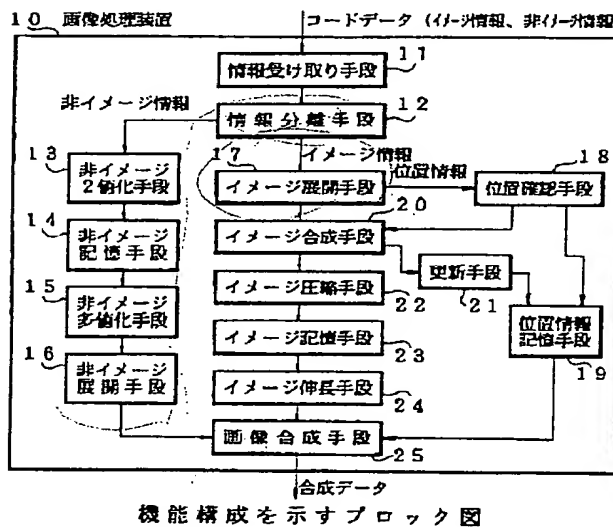 10 画像処理装置
コードデータ (イメージ情報、非イメージ情報
情報受け取り手段
11
非イメージ情報
情報分離手段
12
13
17
イメージ情報
位置情報
18
非イメージ
2値化手段
イメージ展開手段
位置確認手段
14
20
非イメージ
記憶手段
イメージ合成手段
更新手段
15
21
非イメージ
多値化手段
イメージ圧縮手段
22
位置情報
記憶手段
16
イメージ記憶手段
23
19
非イメージ
展開手段
イメージ伸長手段
24
画像合成手段
25
合成データ
機能構成を示すブロック図